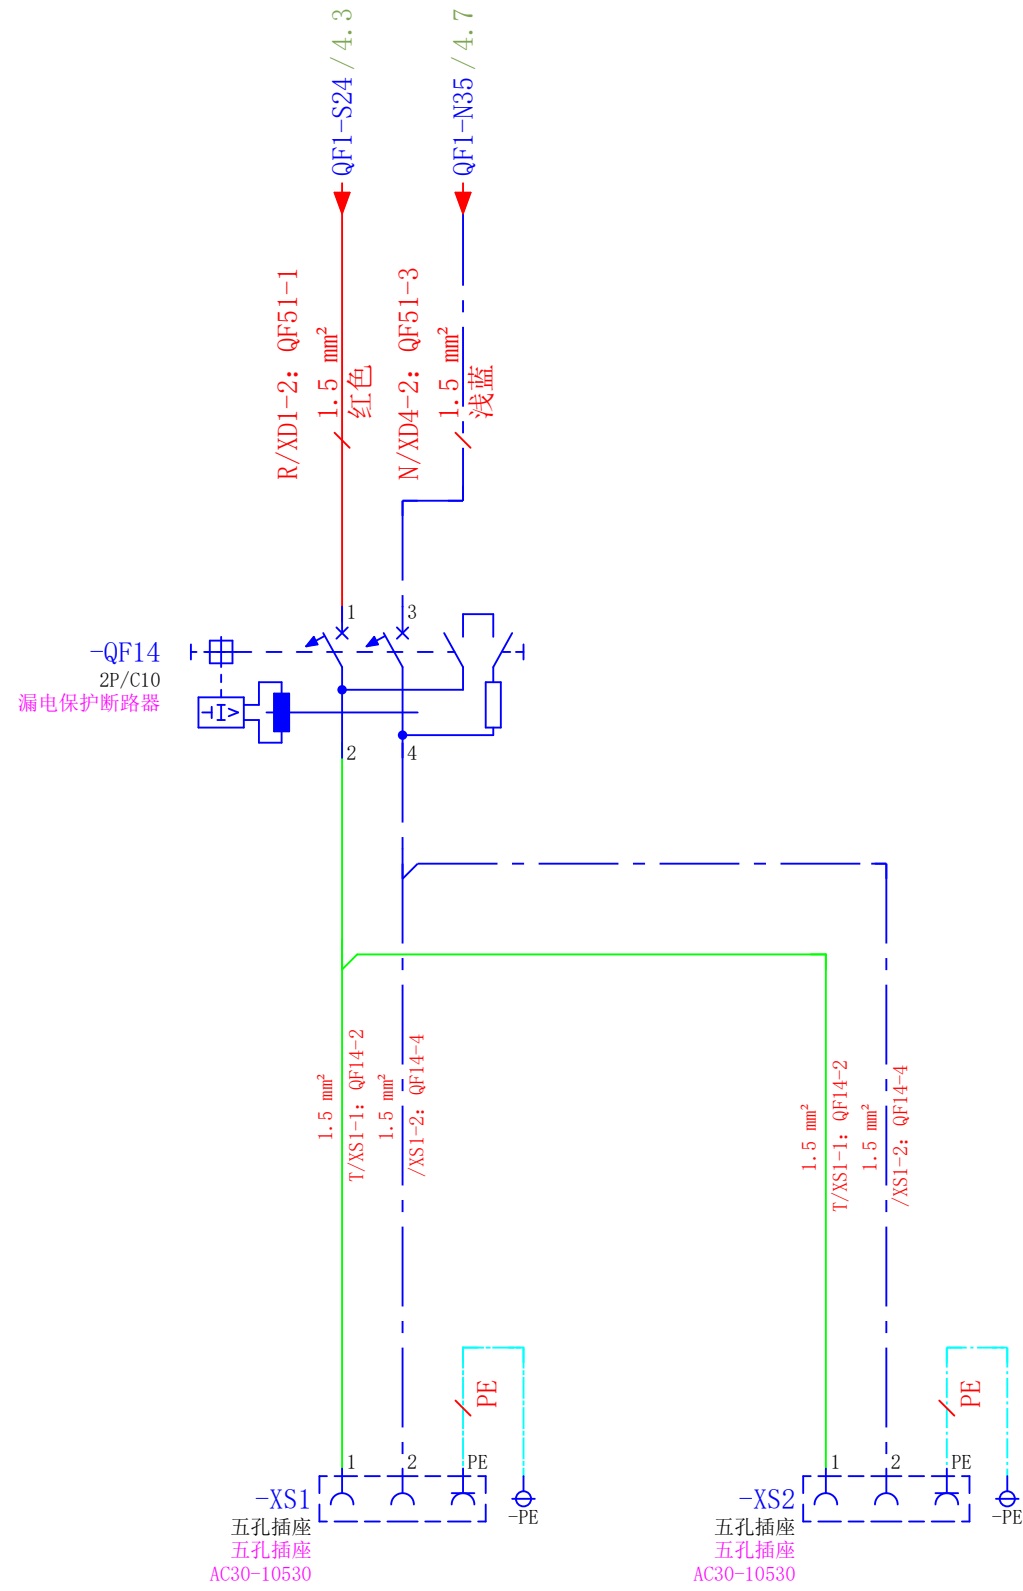 QF1-S24/4.3
QF1-N35/4.7
R/XD1-2: QF51-1
1.5 mm²
红色
N/XD4-2: QF51-3
1.5 mm²
浅蓝
1
3
-QF14
2P/C10
漏电保护断路器
I>
2
4
1.5 mm²
T/XS1-1: QF14-2
1.5 mm²
/XS1-2: QF14-4
1.5 mm²
T/XS1-1: QF14-2
1.5 mm²
/XS1-2: QF14-4
PE
PE
1
2
PE
-XS1
五孔插座
五孔插座
AC30-10530
-PE
1
2
PE
-XS2
五孔插座
五孔插座
AC30-10530
-PE